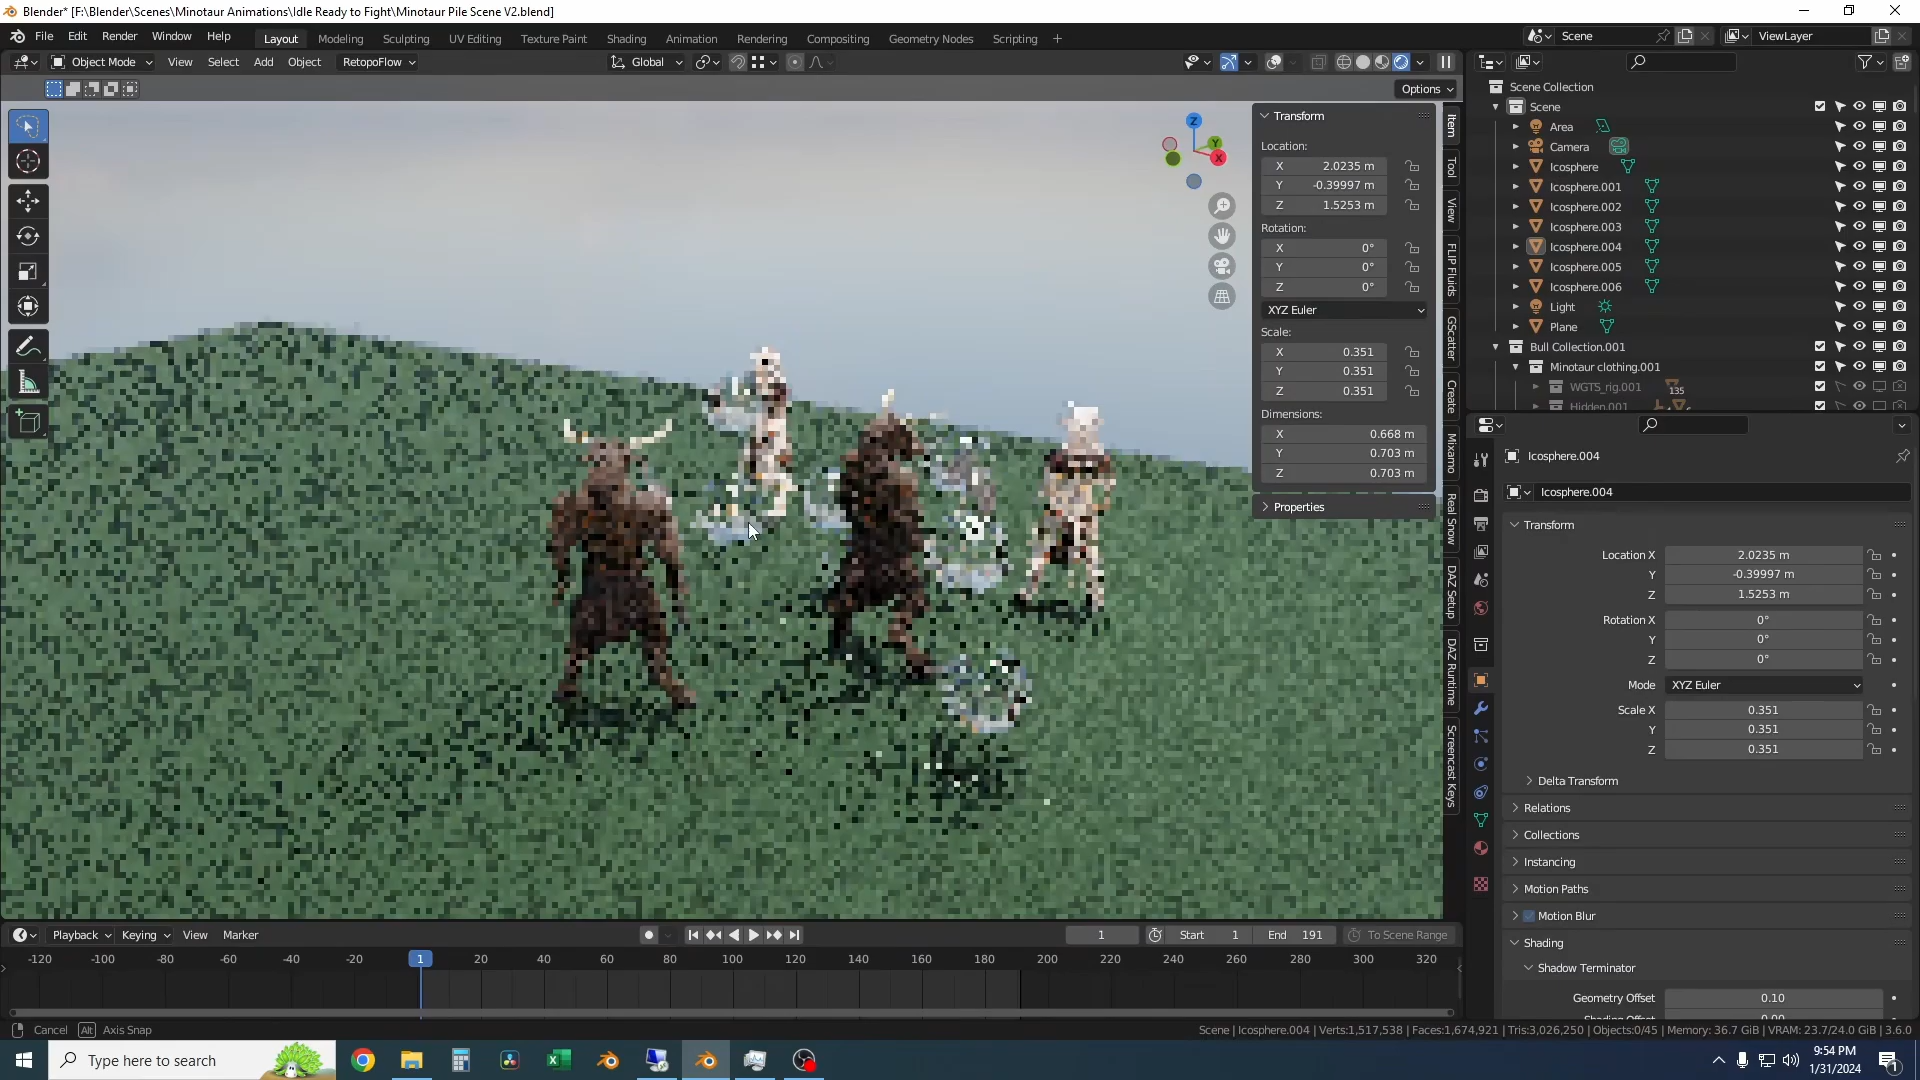 Blender* [F:\Blender\Scenes\Minotaur Animations\Idle Ready to Fight\Minotaur Pile Scene V2.blend]
File Edit Render Window Help Layout Modeling Sculpting UV Editing Texture Paint Shading Animation Rendering Compositing Geometry Nodes Scripting + Scene ViewLayer
Object Mode View Select Add Object RetopoFlow Global
Options
Transform
Location:
X 2.0235 m
Y -0.39997 m
Z 1.5253 m
Rotation:
X 0°
Y 0°
Z 0°
XYZ Euler
Scale:
X 0.351
Y 0.351
Z 0.351
Dimensions:
X 0.668 m
Y 0.703 m
Z 0.703 m
Properties
Z
Y
X
Item
Tool
View
FLIP Fluids
GScatter
Create
Mixamo
Real Snow
DAZ Setup
DAZ Runtime
Screencast Keys
Scene Collection
Scene
Area
Camera
Icosphere
Icosphere.001
Icosphere.002
Icosphere.003
Icosphere.004
Icosphere.005
Icosphere.006
Light
Plane
Bull Collection.001
Minotaur clothing.001
WGTS_rig.001 135
Hidden.001
Icosphere.004
Icosphere.004
Transform
Location X 2.0235 m
Y -0.39997 m
Z 1.5253 m
Rotation X 0°
Y 0°
Z 0°
Mode XYZ Euler
Scale X 0.351
Y 0.351
Z 0.351
Delta Transform
Relations
Collections
Instancing
Motion Paths
Motion Blur
Shading
Shadow Terminator
Geometry Offset 0.10
Shading Offset 0.00
Playback Keying View Marker 1 Start 1 End 191 To Scene Range
-120 -100 -80 -60 -40 -20 1 20 40 60 80 100 120 140 160 180 200 220 240 260 280 300 320
Cancel Alt Axis Snap Scene | Icosphere.004 | Verts:1,517,538 | Faces:1,674,921 | Tris:3,026,250 | Objects:0/45 | Memory: 36.7 GiB | VRAM: 23.7/24.0 GiB | 3.6.0
Type here to search
9:54 PM
1/31/2024
1